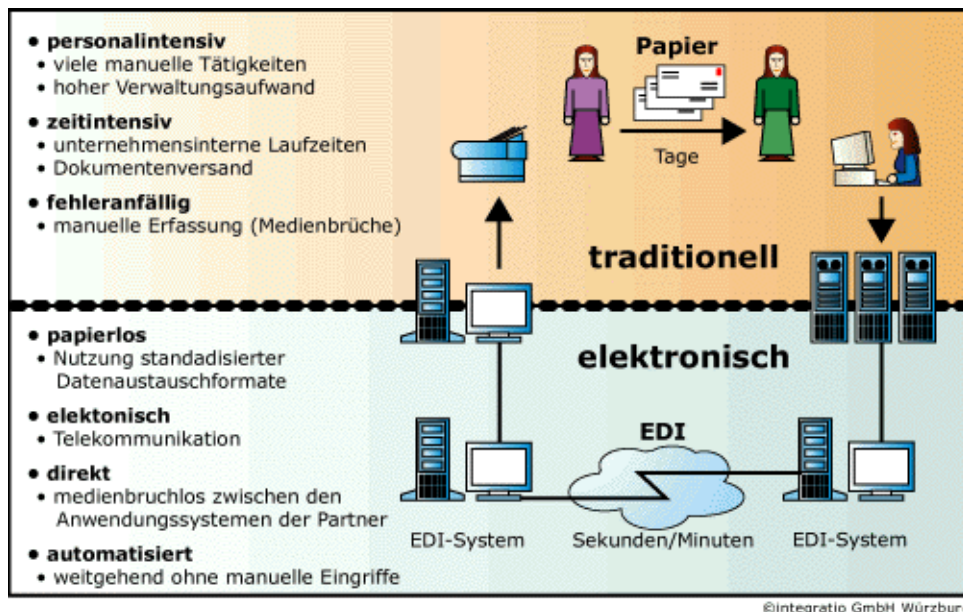 • personalintensiv
• viele manuelle Tätigkeiten
• hoher Verwaltungsaufwand
• zeitintensiv
• unternehmensinterne Laufzeiten
• Dokumentenversand
• fehleranfällig
• manuelle Erfassung (Medienbrüche)
Papier
Tage
traditionell
• papierlos
• Nutzung standadisierter
Datenaustauschformate
• elektonisch
• Telekommunikation
• direkt
• medienbruchlos zwischen den
Anwendungssystemen der Partner
• automatisiert
• weitgehend ohne manuelle Eingriffe
elektronisch
EDI
EDI-System
Sekunden/Minuten
EDI-System
©integratio GmbH Würzbur